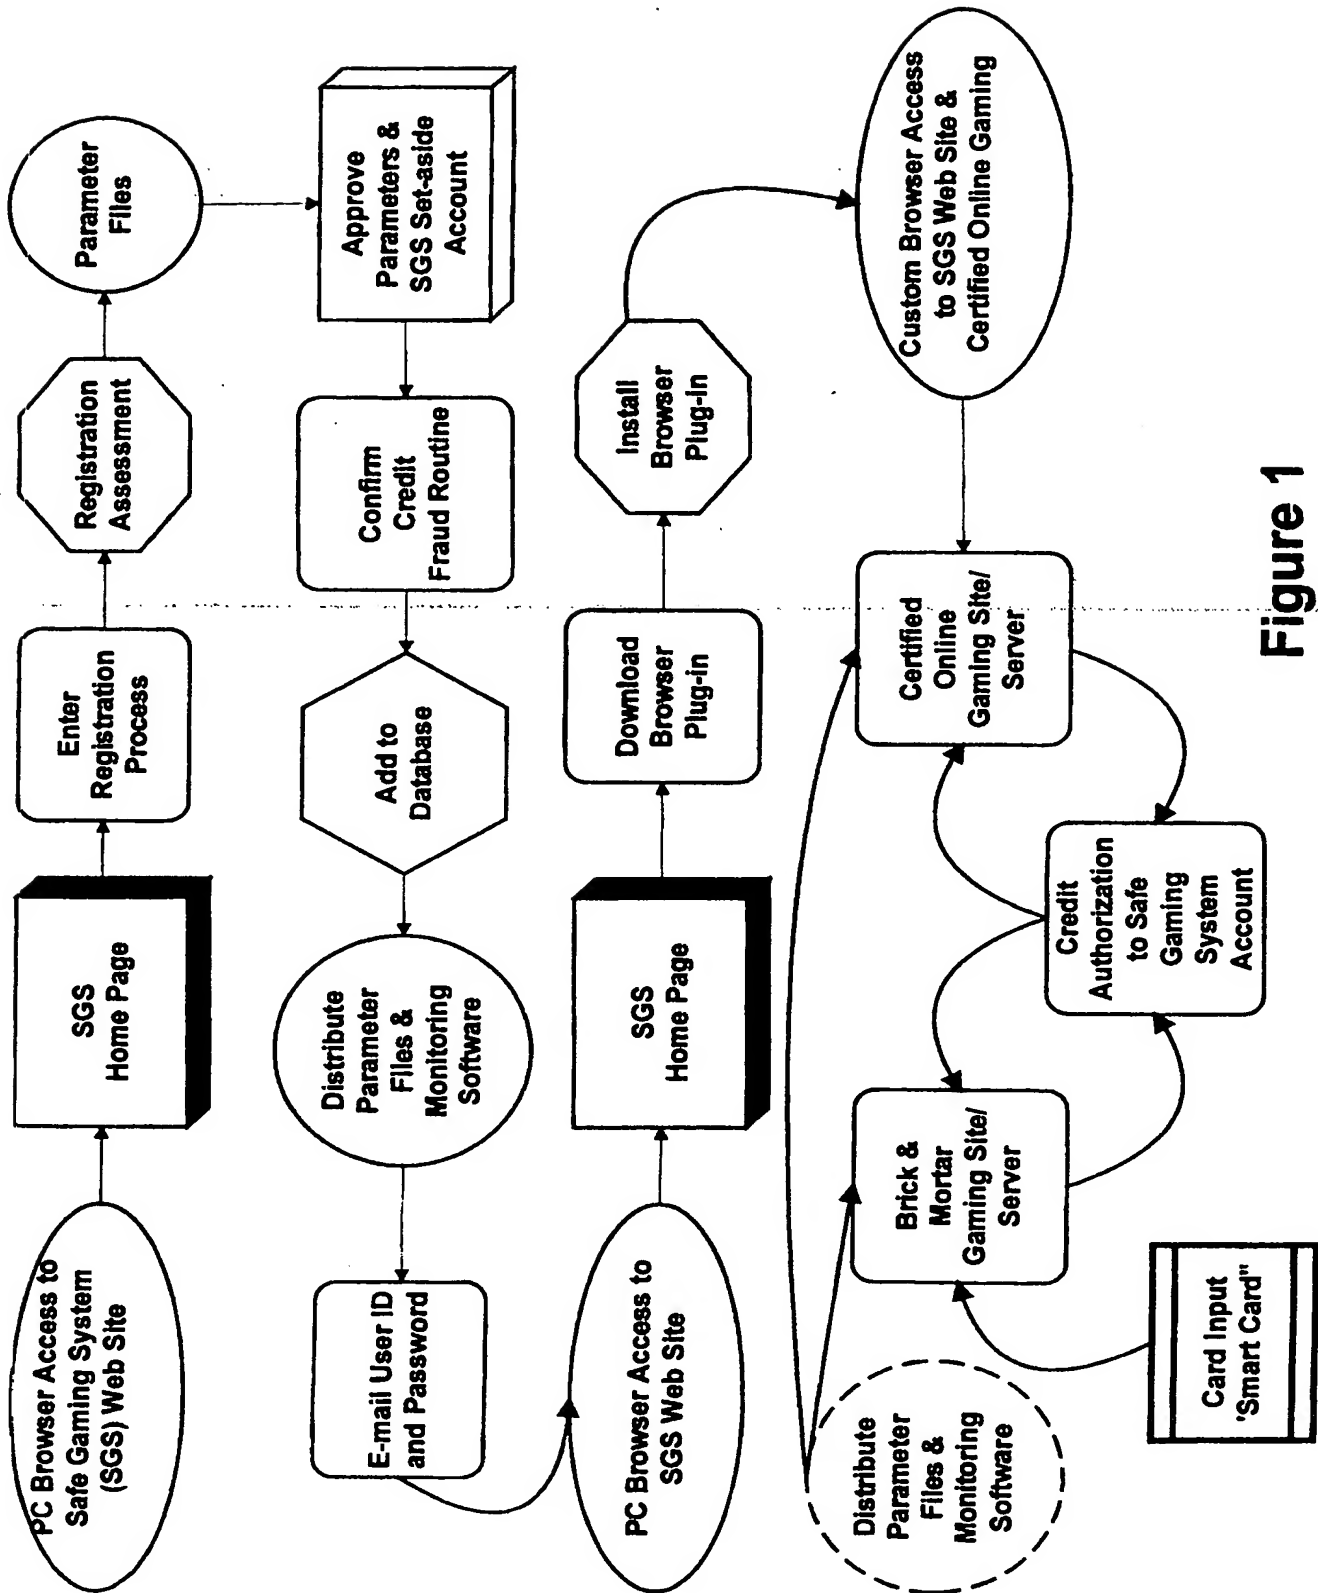 PC Browser Access to
Safe Gaming System
(SGS) Web Site
SGS
Home Page
Enter
Registration
Process
Registration
Assessment
Parameter
Files
Approve
Parameters &
SGS Set-aside
Account
Confirm
Credit
Fraud Routine
Add to
Database
Distribute
Parameter
Files &
Monitoring
Software
E-mail User ID
and Password
PC Browser Access to
SGS Web Site
SGS
Home Page
Download
Browser
Plug-in
Install
Browser
Plug-in
Custom Browser Access
to SGS Web Site &
Certified Online Gaming
Certified
Online
Gaming Site/
Server
Brick &
Mortar
Gaming Site/
Server
Credit
Authorization
to Safe
Gaming
System
Account
Distribute
Parameter
Files &
Monitoring
Software
Card Input
'Smart Card"
Figure 1